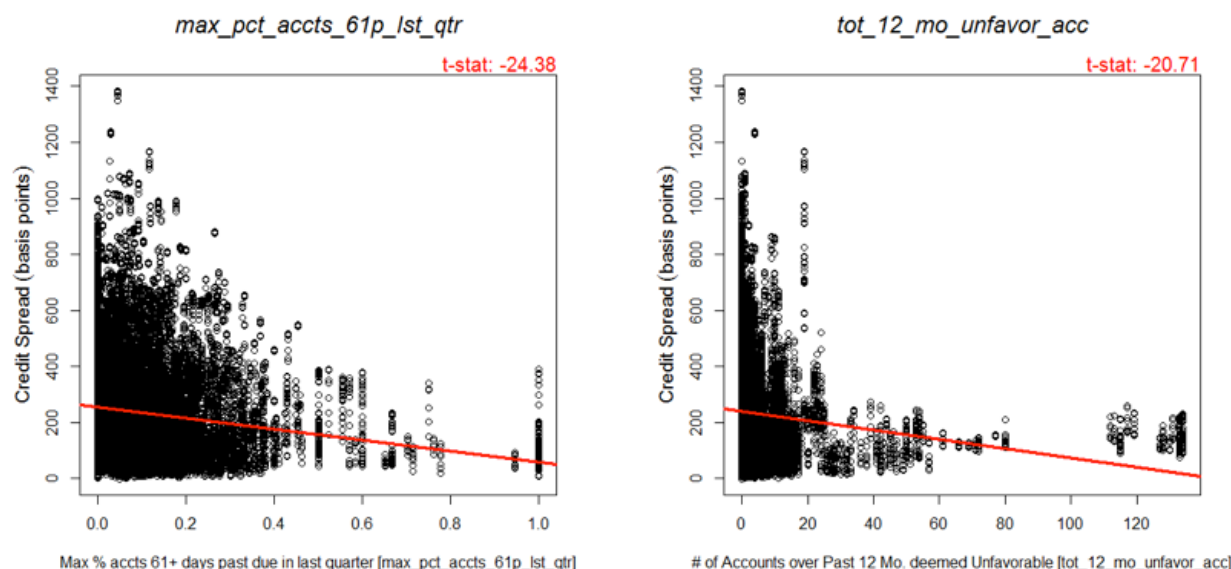 max_pct_accts_61p_lst_qtr
t-stat: -24.38
1400
1200
1000
800
600
400
200
0
Credit Spread (basis points)
0.0 0.2 0.4 0.6 0.8 1.0
Max % accts 61+ days past due in last quarter [max_pct_accts_61p_lst_qtr]
tot_12_mo_unfavor_acc
t-stat: -20.71
1400
1200
1000
800
600
400
200
0
Credit Spread (basis points)
0 20 40 60 80 100 120
# of Accounts over Past 12 Mo. deemed Unfavorable [tot_12_mo_unfavor_acc]